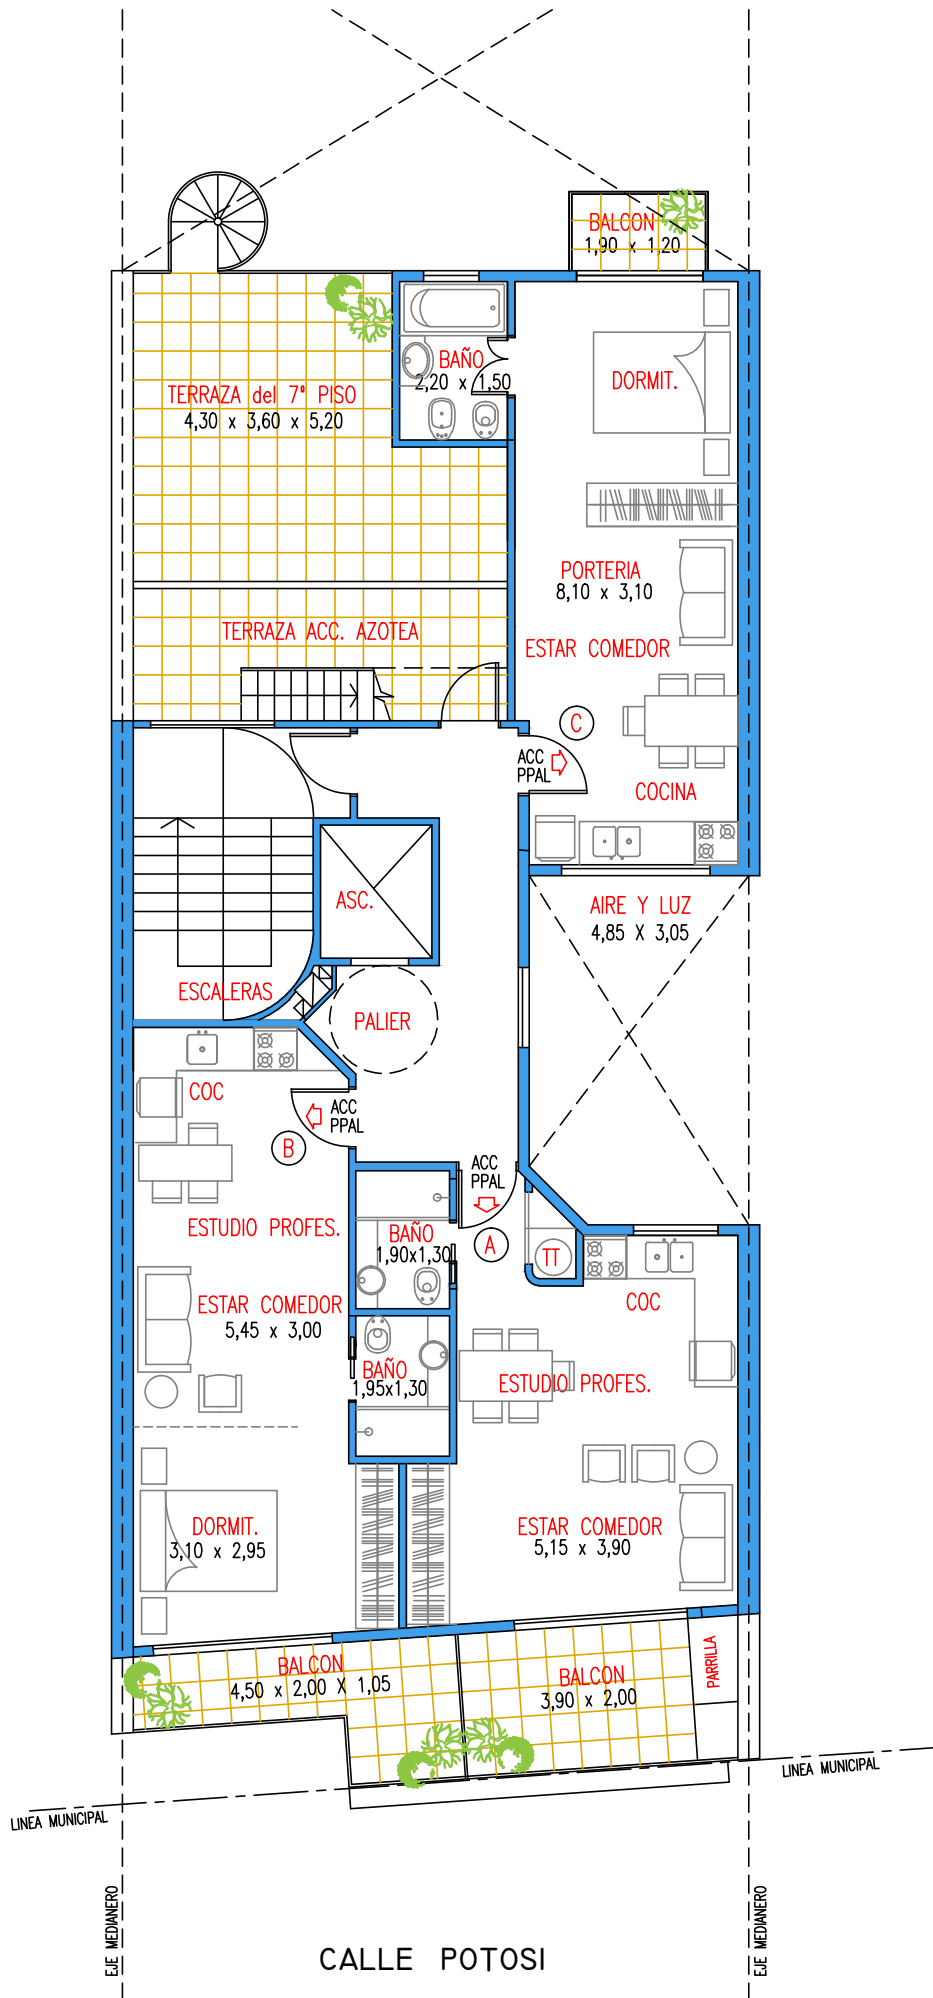 BALCON
1,90 x 1,20
BAÑO
2,20 x 1,50
DORMIT.
TERRAZA del 7° PISO
4,30 x 3,60 x 5,20
PORTERIA
8,10 x 3,10
TERRAZA ACC. AZOTEA
ESTAR COMEDOR
C
ACC
PPAL
COCINA
ASC.
AIRE Y LUZ
4,85 X 3,05
ESCALERAS
PALIER
COC
ACC
PPAL
B
ACC
PPAL
ESTUDIO PROFES.
BAÑO
1,90x1,30
A
TT
ESTAR COMEDOR
5,45 x 3,00
COC
BAÑO
1,95x1,30
ESTUDIO PROFES.
DORMIT.
3,10 x 2,95
ESTAR COMEDOR
5,15 x 3,90
BALCON
4,50 x 2,00 X 1,05
BALCON
3,90 x 2,00
PARRILLA
LINEA MUNICIPAL
LINEA MUNICIPAL
EJE MEDIANERO
EJE MEDIANERO
CALLE POTOSI